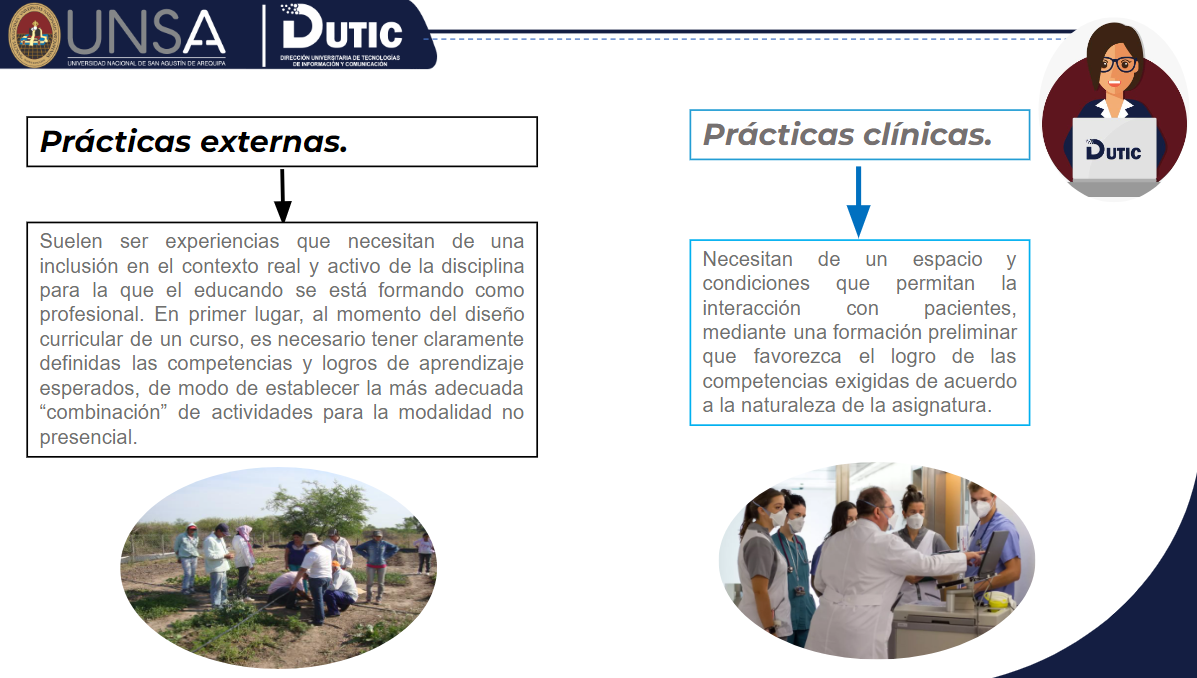 UNSA
UNIVERSIDAD NACIONAL DE SAN AGUSTÍN DE AREQUIPA
DUTIC
DIRECCIÓN UNIVERSITARIA DE TECNOLOGÍAS
DE INFORMACIÓN Y COMUNICACIÓN
Prácticas externas.
Suelen ser experiencias que necesitan de una
inclusión en el contexto real y activo de la disciplina
para la que el educando se está formando como
profesional. En primer lugar, al momento del diseño
curricular de un curso, es necesario tener claramente
definidas las competencias y logros de aprendizaje
esperados, de modo de establecer la más adecuada
“combinación” de actividades para la modalidad no
presencial.
Prácticas clínicas.
Necesitan de un espacio y
condiciones que permitan la
interacción con pacientes,
mediante una formación preliminar
que favorezca el logro de las
competencias exigidas de acuerdo
a la naturaleza de la asignatura.
DUTIC